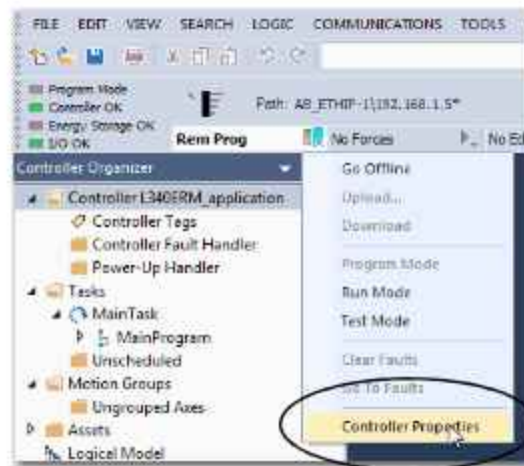 FILE EDIT VIEW SEARCH LOGIC COMMUNICATIONS TOOLS
Program Mode
Controller OK
Energy Storage OK
I/O OK
Path: AB_ETHIP-1\192.168.1.5*
Rem Prog
No Forces
No Ed
Controller Organizer
Controller L340ERM_application
Controller Tags
Controller Fault Handler
Power-Up Handler
Tasks
MainTask
MainProgram
Unscheduled
Motion Groups
Ungrouped Axes
Assets
Logical Model
Go Offline
Upload...
Download
Program Mode
Run Mode
Test Mode
Clear Faults
Go To Faults
Controller Properties